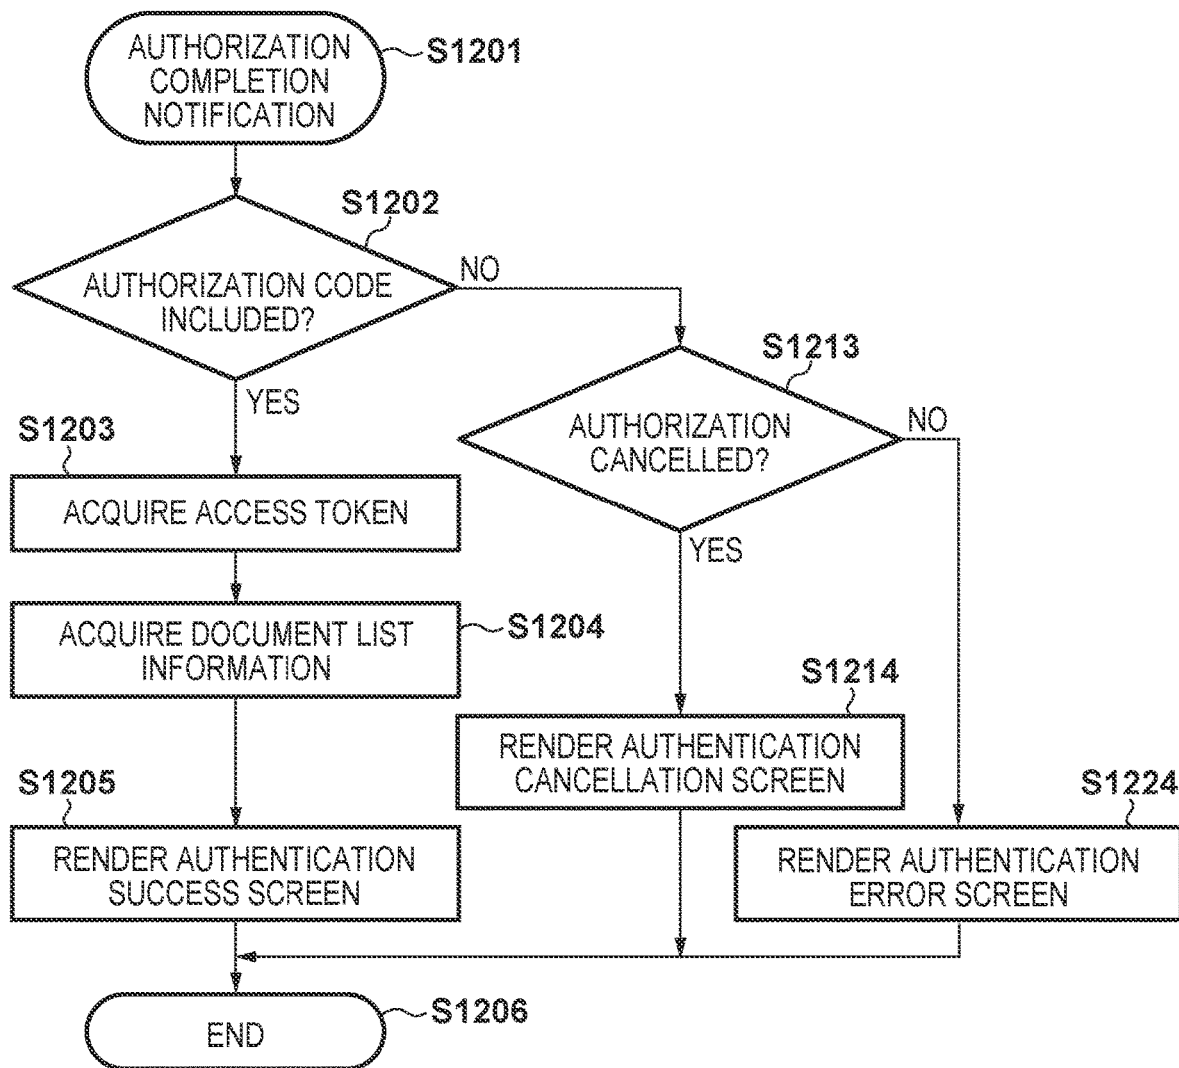 AUTHORIZATION
COMPLETION
NOTIFICATION
S1201
S1202
AUTHORIZATION CODE
INCLUDED?
NO
YES
S1213
AUTHORIZATION
CANCELLED?
NO
YES
S1203
ACQUIRE ACCESS TOKEN
ACQUIRE DOCUMENT LIST
INFORMATION
S1204
S1214
RENDER AUTHENTICATION
CANCELLATION SCREEN
S1205
RENDER AUTHENTICATION
SUCCESS SCREEN
S1224
RENDER AUTHENTICATION
ERROR SCREEN
END
S1206